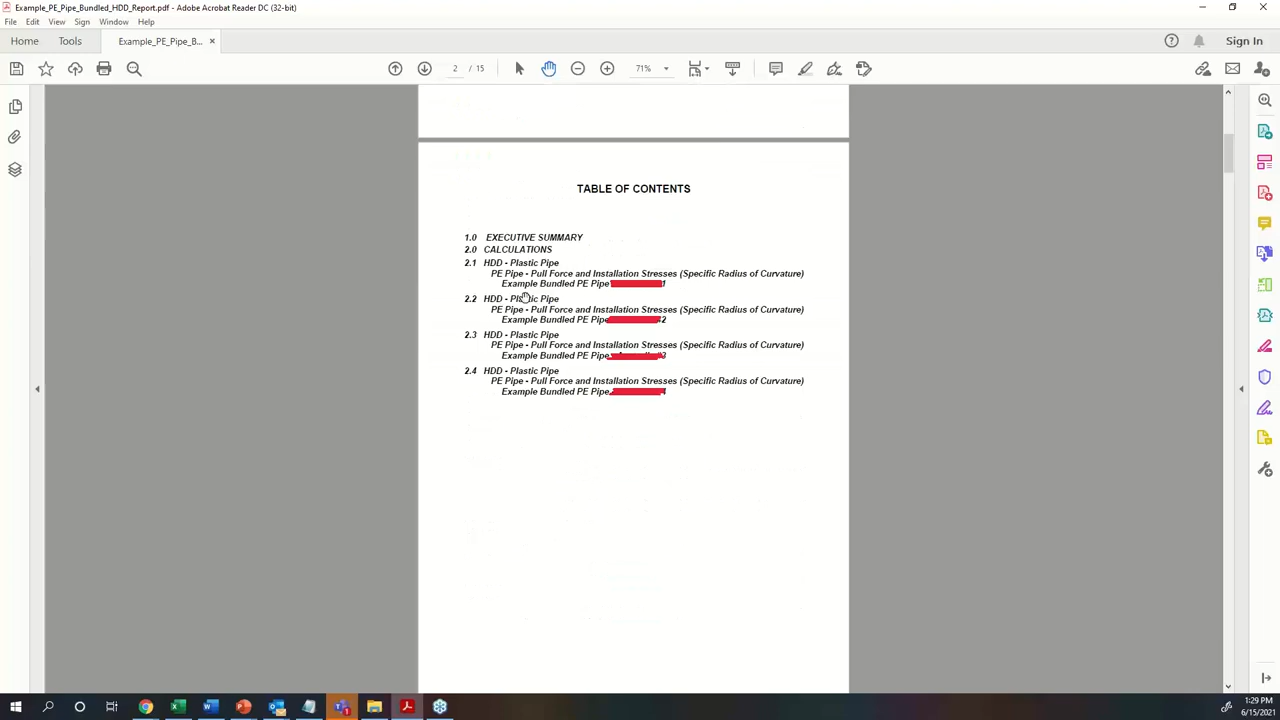 Example_PE_Pipe_Bundled_HDD_Report.pdf - Adobe Acrobat Reader DC (32-bit)
File Edit View Sign Window Help
Home Tools Example_PE_Pipe_B... × Sign In
2 / 15 71%
TABLE OF CONTENTS
1.0 EXECUTIVE SUMMARY
2.0 CALCULATIONS
2.1 HDD - Plastic Pipe
PE Pipe - Pull Force and Installation Stresses (Specific Radius of Curvature)
Example Bundled PE Pipe 1
2.2 HDD - Plastic Pipe
PE Pipe - Pull Force and Installation Stresses (Specific Radius of Curvature)
Example Bundled PE Pipe 2
2.3 HDD - Plastic Pipe
PE Pipe - Pull Force and Installation Stresses (Specific Radius of Curvature)
Example Bundled PE Pipe 3
2.4 HDD - Plastic Pipe
PE Pipe - Pull Force and Installation Stresses (Specific Radius of Curvature)
Example Bundled PE Pipe 4
1:29 PM
6/15/2021